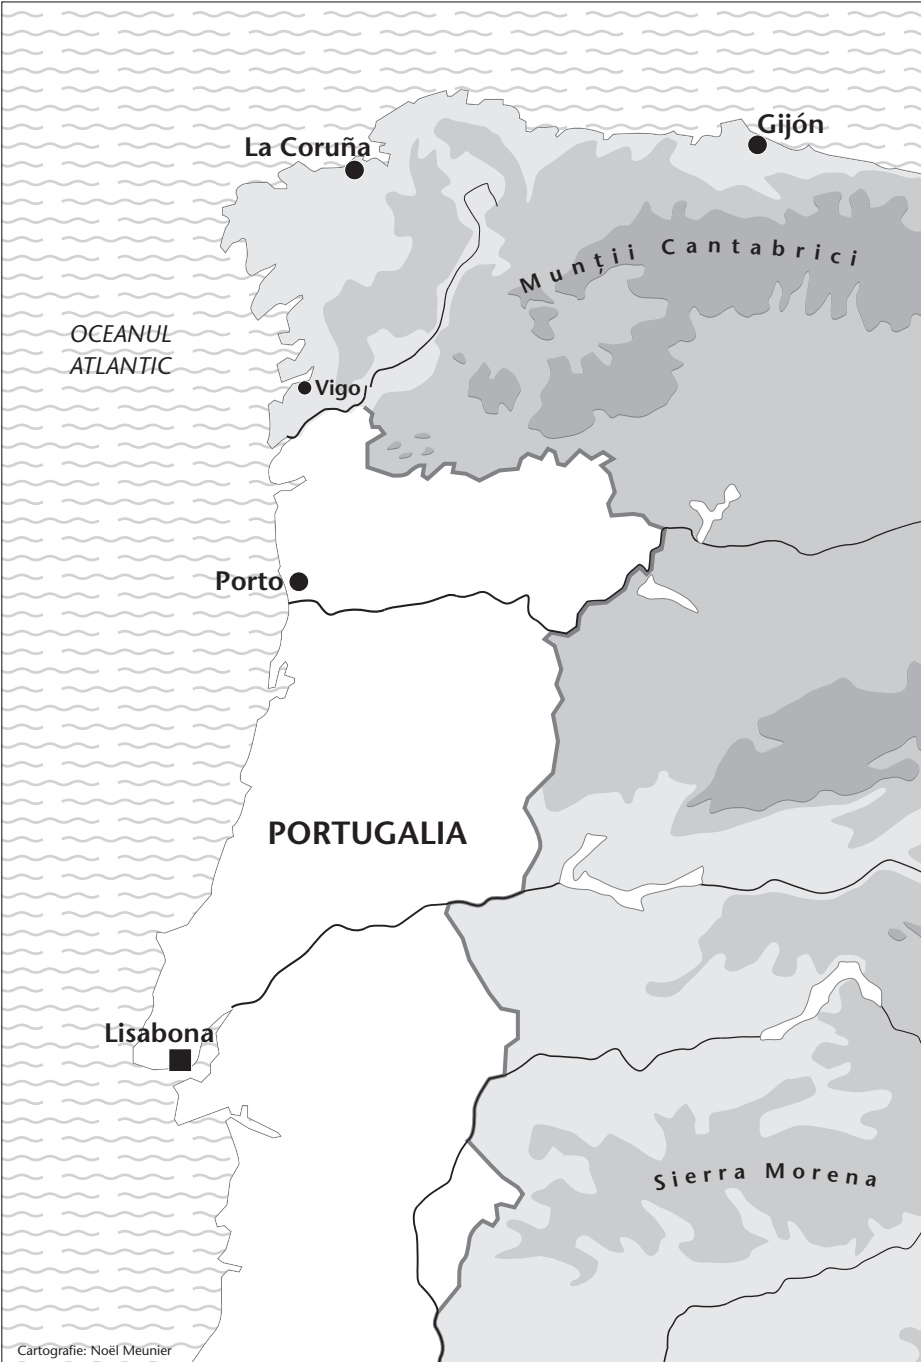 Gijón
La Coruña
Munții Cantabrici
OCEANUL
ATLANTIC
Vigo
Porto
PORTUGALIA
Lisabona
Sierra Morena
Cartografie: Noël Meunier